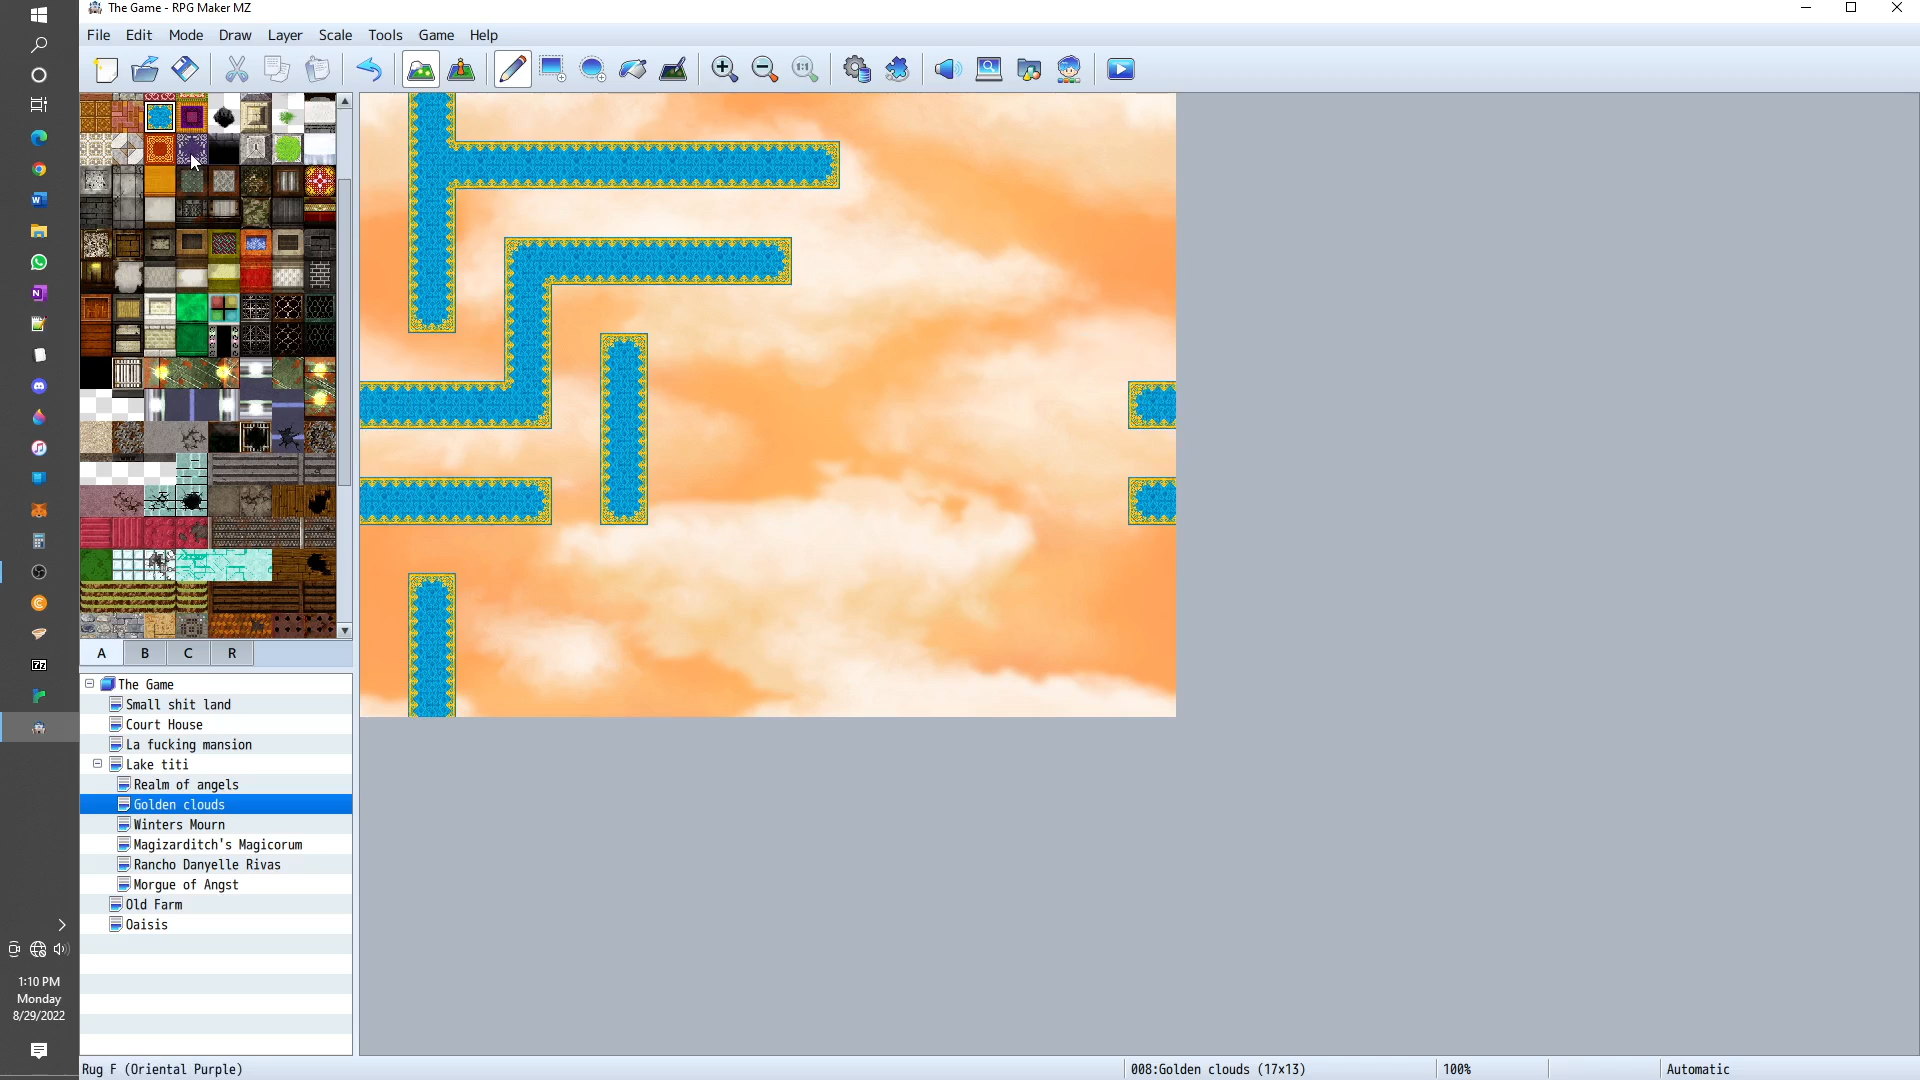 The Game - RPG Maker MZ
File Edit Mode Draw Layer Scale Tools Game Help
1:1
A B C R
The Game
Small shit land
Court House
La fucking mansion
Lake titi
Realm of angels
Golden clouds
Winters Mourn
Magizarditch's Magicorum
Rancho Danyelle Rivas
Morgue of Angst
Old Farm
Oaisis
1:10 PM
Monday
8/29/2022
Rug F (Oriental Purple) 008:Golden clouds (17x13) 100% Automatic